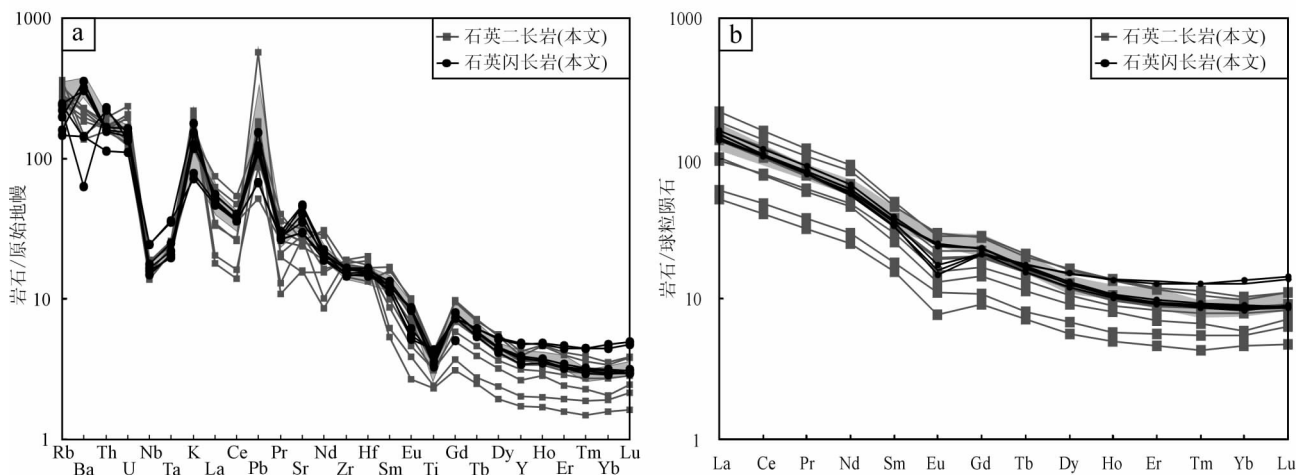 a
石英二长岩(本文)
石英闪长岩(本文)
1000
100
10
1
岩石/原始地幔
Rb Th Nb K Ce Pr Nd Hf Eu Gd Dy Ho Tm Lu
Ba U Ta La Pb Sr Zr Sm Ti Tb Y Er Yb
b
石英二长岩(本文)
石英闪长岩(本文)
1000
100
10
1
岩石/球粒陨石
La Ce Pr Nd Sm Eu Gd Tb Dy Ho Er Tm Yb Lu